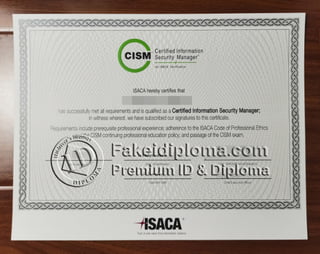 CISM
Certified Information
Security Manager®
An ISACA® Certification
ISACA hereby certifies that
has successfully met all requirements and is qualified as a Certified Information Security Manager;
in witness whereof, we have subscribed our signatures to this certificate.
Requirements include prerequisite professional experience; adherence to the ISACA Code of Professional Ethics
CISM continuing professional education policy; and passage of the CISM exam.
Fakeidiploma.com
Premium ID & Diploma
ID
DIPLOMA
ISACA®